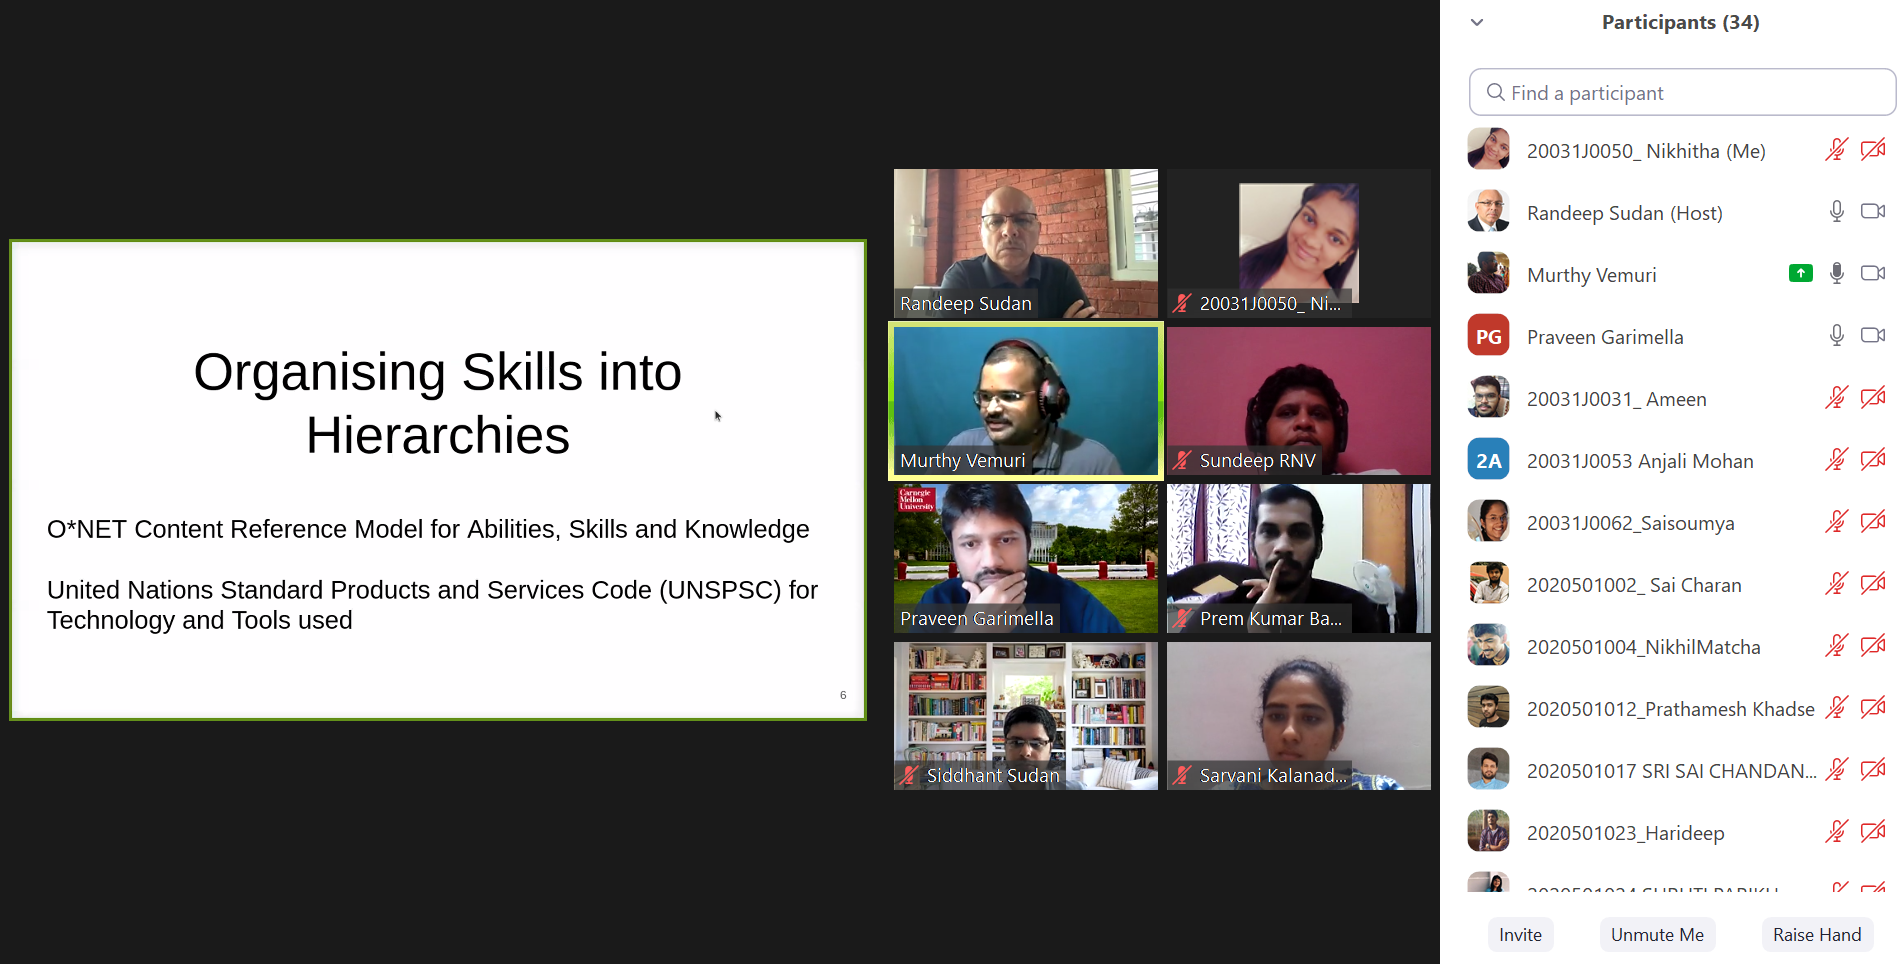 Organising Skills into
Hierarchies
O*NET Content Reference Model for Abilities, Skills and Knowledge
United Nations Standard Products and Services Code (UNSPSC) for
Technology and Tools used
6
Randeep Sudan
20031J0050_ Ni...
Murthy Vemuri
Sundeep RNV
Carnegie
Mellon
University
Praveen Garimella
Prem Kumar Ba...
Siddhant Sudan
Sarvani Kalanad...
Participants (34)
Find a participant
20031J0050_ Nikhitha (Me)
Randeep Sudan (Host)
Murthy Vemuri
PG Praveen Garimella
20031J0031_ Ameen
2A 20031J0053 Anjali Mohan
20031J0062_Saisoumya
2020501002_ Sai Charan
2020501004_NikhilMatcha
2020501012_Prathamesh Khadse
2020501017 SRI SAI CHANDAN...
2020501023_Harideep
Invite Unmute Me Raise Hand